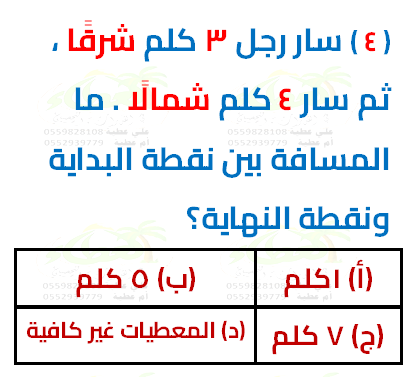 (٤) سار رجل ٣ كلم شرقًا ،
ثم سار ٤ كلم شمالًا . ما
المسافة بين نقطة البداية
ونقطة النهاية؟
(أ) ١كلم
(ب) ٥ كلم
(ج) ٧ كلم
(د) المعطيات غير كافية